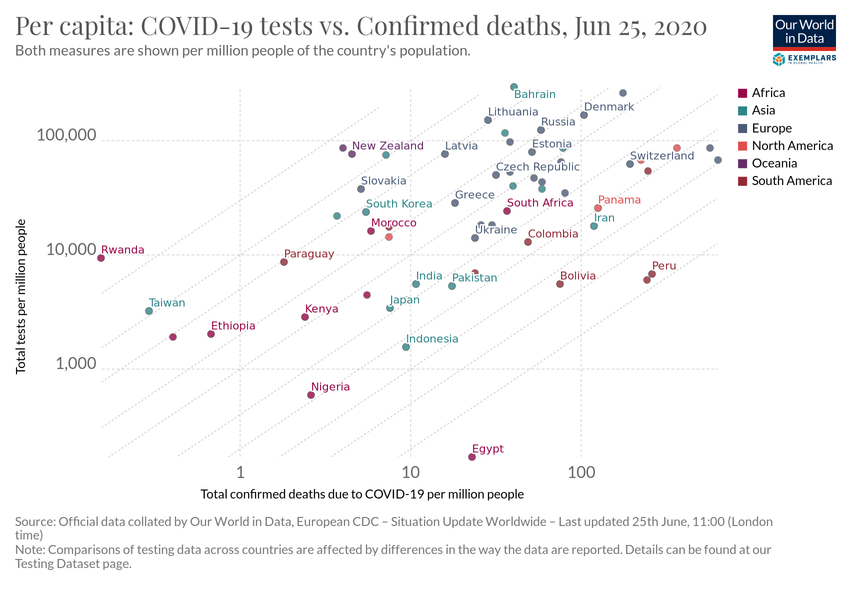 Per capita: COVID-19 tests vs. Confirmed deaths, Jun 25, 2020
Both measures are shown per million people of the country's population.
Our World
in Data
EXEMPLARS
IN GLOBAL HEALTH
Africa
Asia
Europe
North America
Oceania
South America
Total tests per million people
100,000
10,000
1,000
Bahrain
Lithuania
Denmark
Russia
New Zealand
Latvia
Estonia
Switzerland
Czech Republic
Slovakia
Greece
South Korea
South Africa
Panama
Morocco
Iran
Ukraine
Colombia
Rwanda
Paraguay
Peru
India
Pakistan
Bolivia
Taiwan
Japan
Kenya
Ethiopia
Indonesia
Nigeria
Egypt
1
10
100
Total confirmed deaths due to COVID-19 per million people
Source: Official data collated by Our World in Data, European CDC – Situation Update Worldwide – Last updated 25th June, 11:00 (London
time)
Note: Comparisons of testing data across countries are affected by differences in the way the data are reported. Details can be found at our
Testing Dataset page.